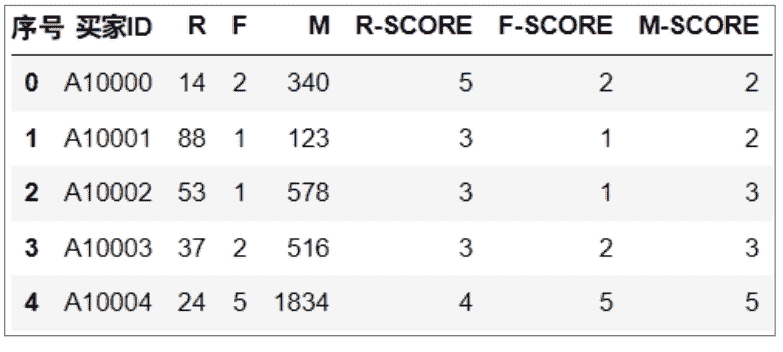 序号 买家ID R F M R-SCORE F-SCORE M-SCORE
0 A10000 14 2 340 5 2 2
1 A10001 88 1 123 3 1 2
2 A10002 53 1 578 3 1 3
3 A10003 37 2 516 3 2 3
4 A10004 24 5 1834 4 5 5